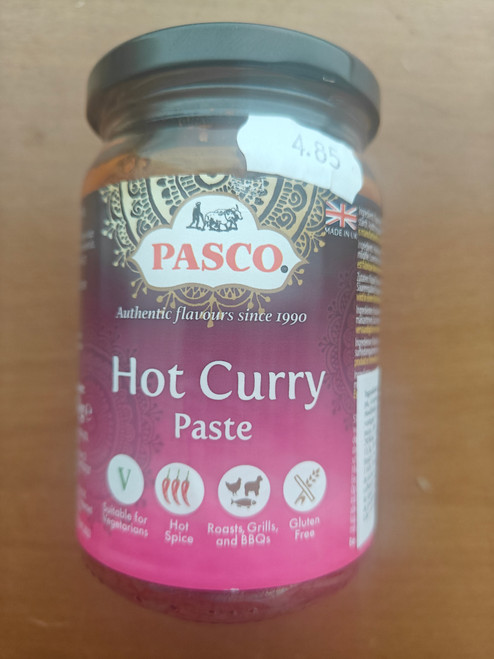 4.85
MADE IN UK
PASCO.
Authentic flavours since 1990
Hot Curry
Paste
V
Suitable for
Vegetarians
Hot
Spice
Roasts, Grills,
and BBQs
Gluten
Free